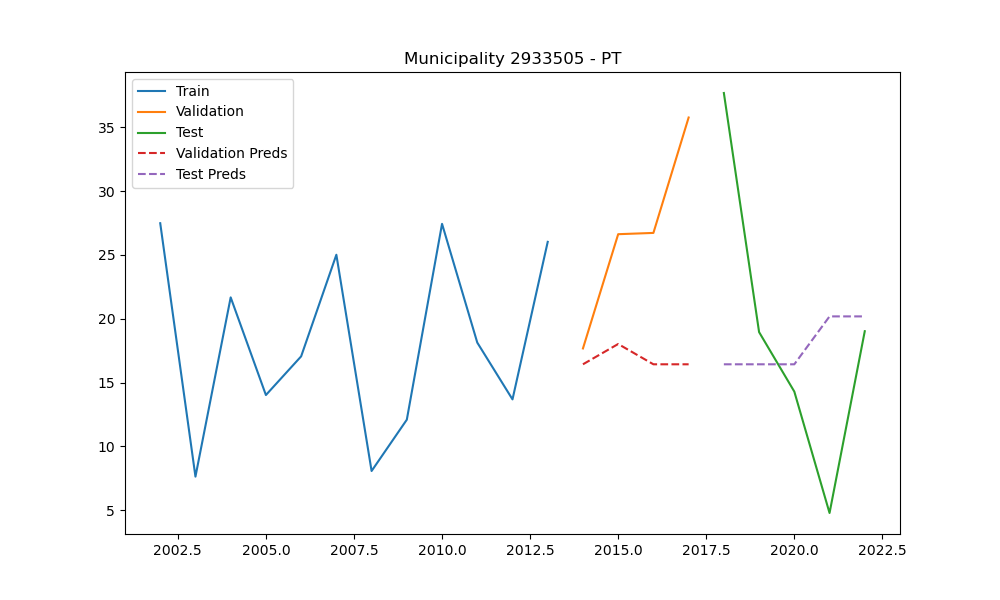 Municipality 2933505 - PT
Train
Validation
Test
Validation Preds
Test Preds
35
30
25
20
15
10
5
2002.5 2005.0 2007.5 2010.0 2012.5 2015.0 2017.5 2020.0 2022.5